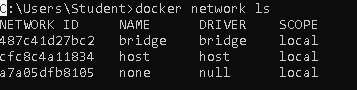 C:\Users\Student>docker network ls
NETWORK ID     NAME      DRIVER    SCOPE
487c41d27bc2   bridge    bridge    local
cfc8c4a11834   host      host      local
a7a05dfb8105   none      null      local